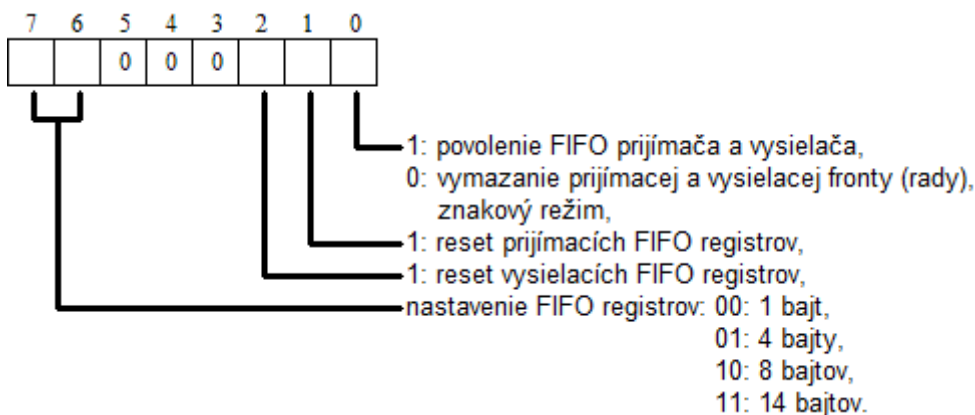 7 6 5 4 3 2 1 0
0 0 0
1: povolenie FIFO prijímača a vysielača,
0: vymazanie prijímacej a vysielacej fronty (rady),
znakový režim,
1: reset prijímacích FIFO registrov,
1: reset vysielacích FIFO registrov,
nastavenie FIFO registrov: 00: 1 bajt,
01: 4 bajty,
10: 8 bajtov,
11: 14 bajtov.